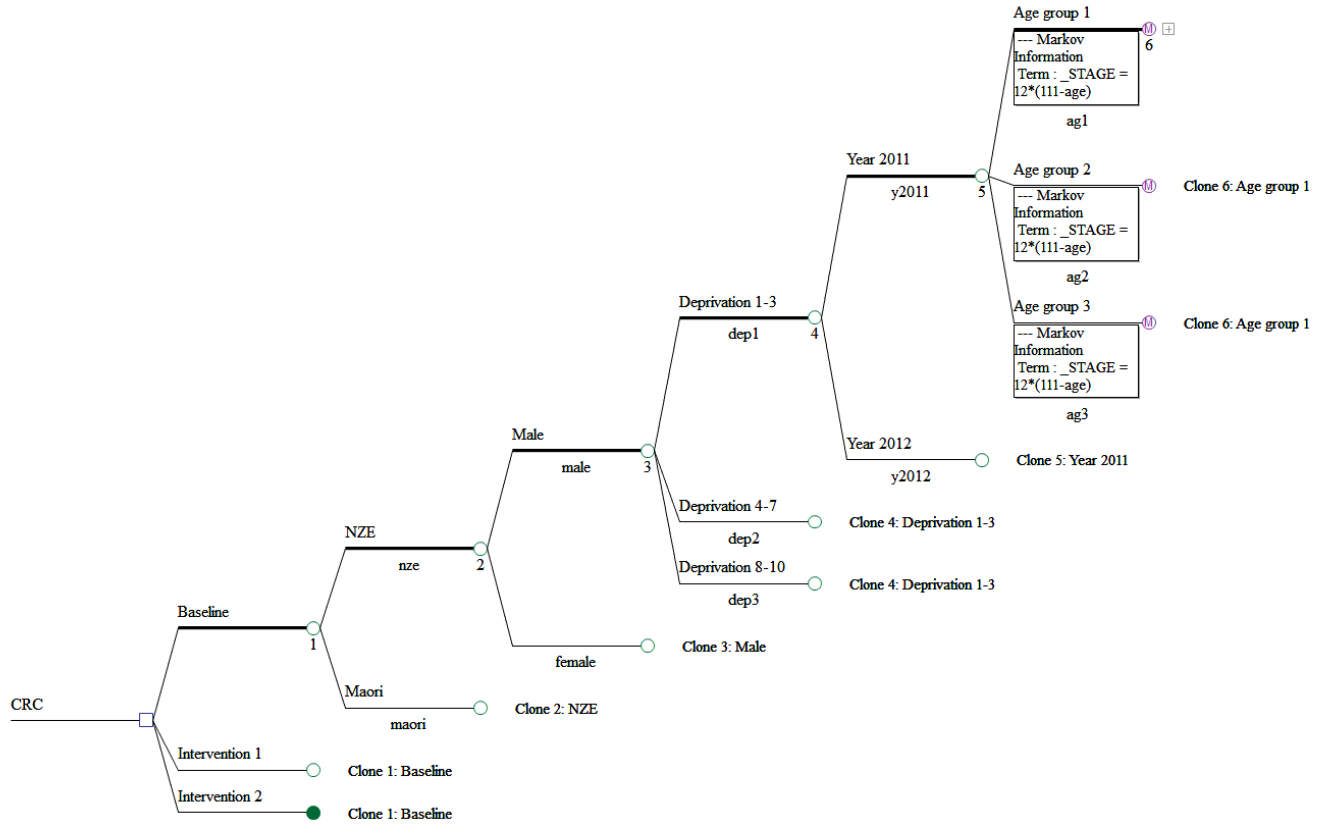 Age group 1
6
--- Markov
Information
Term : _STAGE =
12*(111-age)
ag1
Year 2011
y2011
5
Age group 2
Clone 6: Age group 1
--- Markov
Information
Term : _STAGE =
12*(111-age)
ag2
Age group 3
Clone 6: Age group 1
--- Markov
Information
Term : _STAGE =
12*(111-age)
ag3
Deprivation 1-3
dep1
4
Year 2012
y2012
Clone 5: Year 2011
Male
male
3
Deprivation 4-7
dep2
Clone 4: Deprivation 1-3
Deprivation 8-10
dep3
Clone 4: Deprivation 1-3
NZE
nze
2
female
Clone 3: Male
Baseline
1
Maori
maori
Clone 2: NZE
CRC
Intervention 1
Clone 1: Baseline
Intervention 2
Clone 1: Baseline
M
M
M